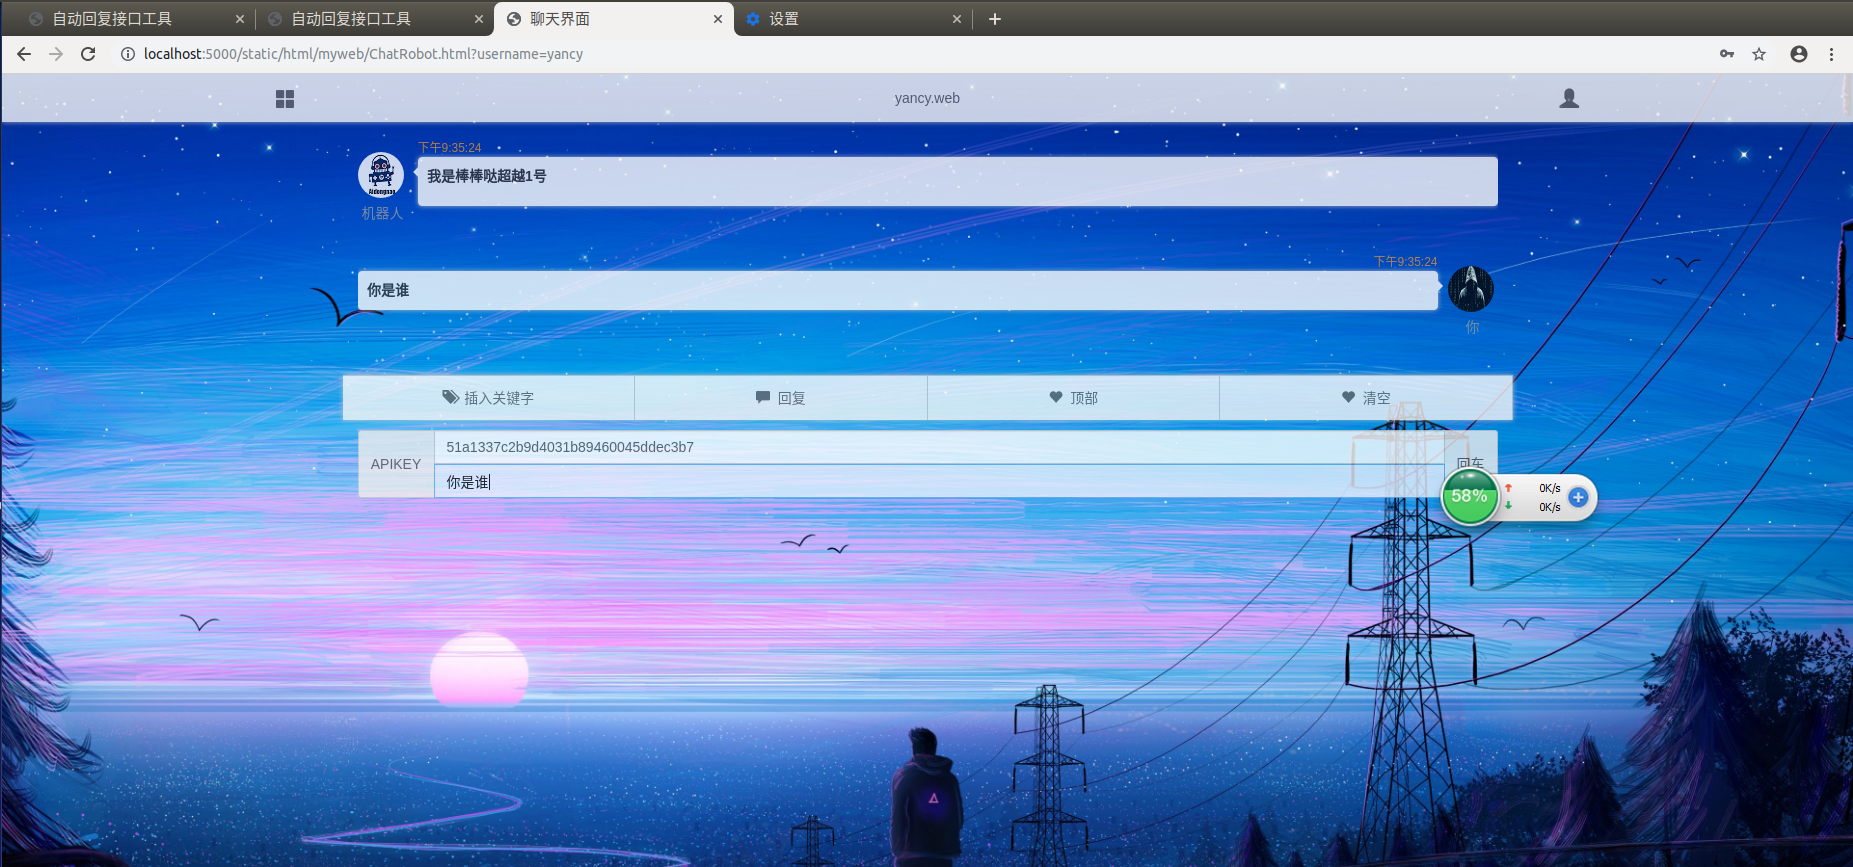 自动回复接口工具
自动回复接口工具
聊天界面
设置
localhost:5000/static/html/myweb/ChatRobot.html?username=yancy
yancy.web
下午9:35:24
我是棒棒哒超越1号
Aidongnao
机器人
下午9:35:24
你是谁
你
插入关键字
回复
顶部
清空
APIKEY
51a1337c2b9d4031b89460045ddec3b7
回车
你是谁
58%
0K/s
0K/s